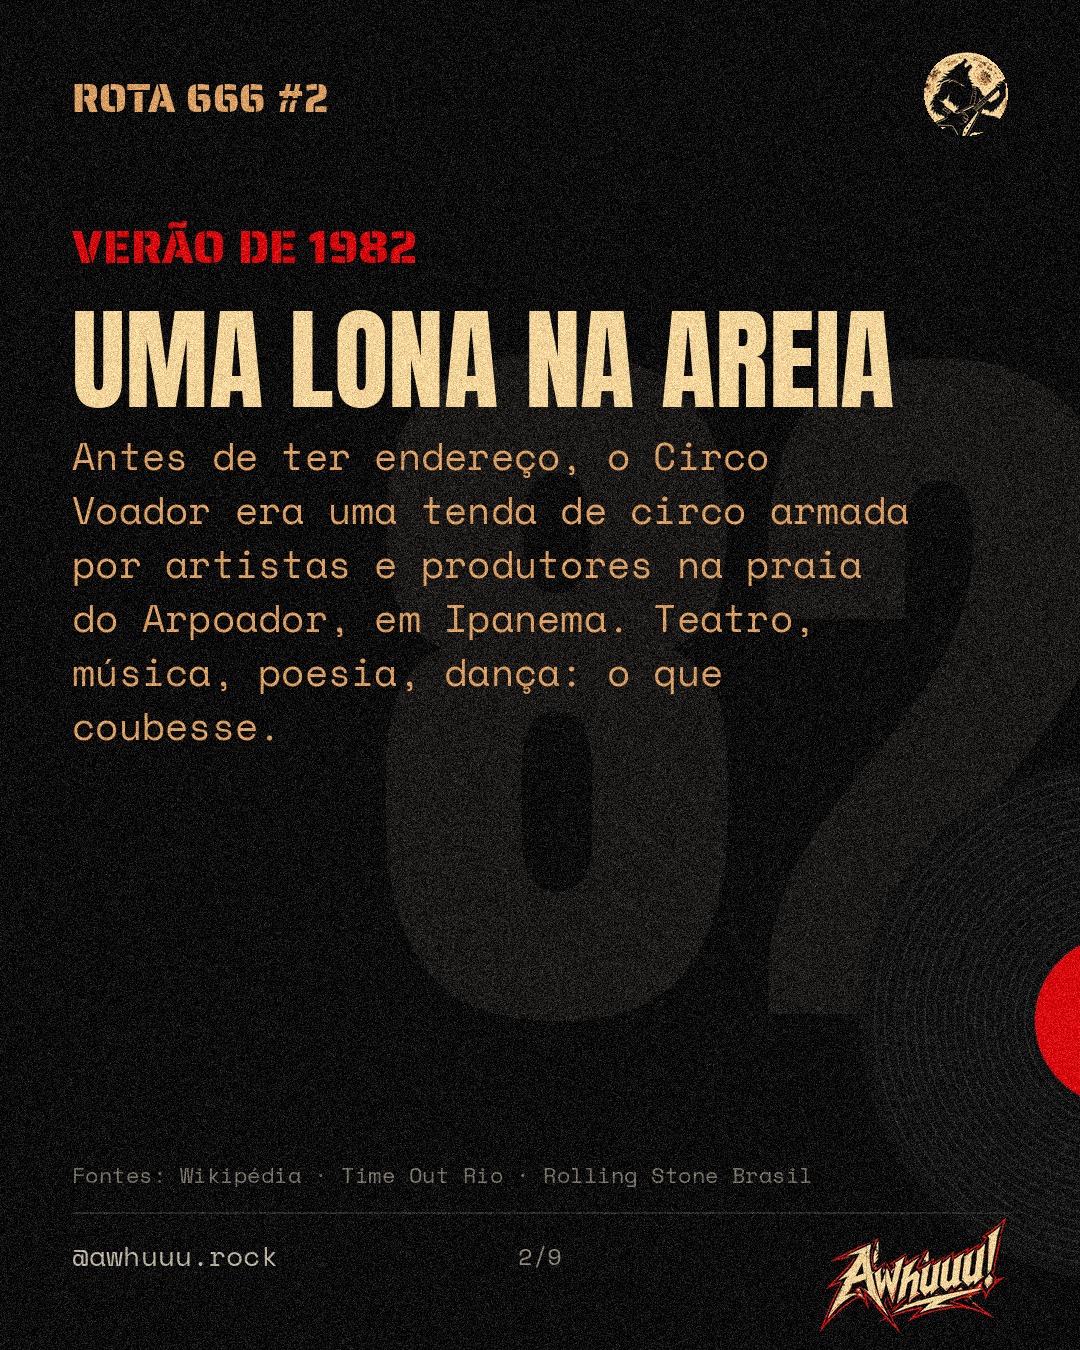 ROTA 666 #2
VERÃO DE 1982
UMA LONA NA AREIA
Antes de ter endereço, o Circo
Voador era uma tenda de circo armada
por artistas e produtores na praia
do Arpoador, em Ipanema. Teatro,
música, poesia, dança: o que
coubesse.
82
Fontes: Wikipédia · Time Out Rio · Rolling Stone Brasil
@awhuuu.rock
2/9
Awhuuu!